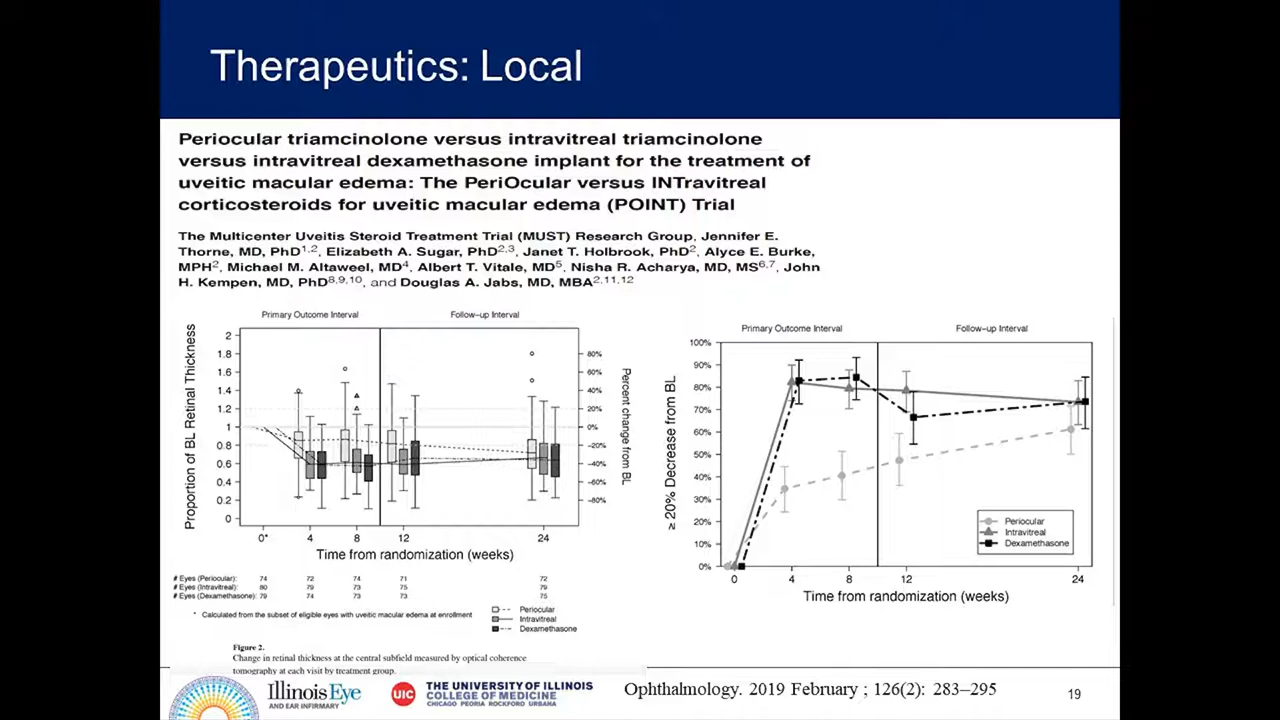 Therapeutics: Local
Periocular triamcinolone versus intravitreal triamcinolone
versus intravitreal dexamethasone implant for the treatment of
uveitic macular edema: The PeriOcular versus INTravitreal
corticosteroids for uveitic macular edema (POINT) Trial
The Multicenter Uveitis Steroid Treatment Trial (MUST) Research Group, Jennifer E.
Thorne, MD, PhD1,2, Elizabeth A. Sugar, PhD2,3, Janet T. Holbrook, PhD2, Alyce E. Burke,
MPH2, Michael M. Altaweel, MD4, Albert T. Vitale, MD5, Nisha R. Acharya, MD, MS6,7, John
H. Kempen, MD, PhD8,9,10, and Douglas A. Jabs, MD, MBA2,11,12
Primary Outcome Interval
Follow-up Interval
Proportion of BL Retinal Thickness
2
1.8
1.6
1.4
1.2
1
0.8
0.6
0.4
0.2
0
80%
60%
40%
20%
0%
-20%
-40%
-60%
-80%
Percent change from BL
0* 4 8 12 24
Time from randomization (weeks)
# Eyes (Periocular): 74 72 74 71 72
# Eyes (Intravitreal): 80 79 73 75 79
# Eyes (Dexamethasone): 79 74 73 73 75
* Calculated from the subset of eligible eyes with uveitic macular edema at enrollment
Periocular
Intravitreal
Dexamethasone
Figure 2.
Change in retinal thickness at the central subfield measured by optical coherence
tomography at each visit by treatment group.
Primary Outcome Interval
Follow-up Interval
≥ 20% Decrease from BL
100%
90%
80%
70%
60%
50%
40%
30%
20%
10%
0%
Periocular
Intravitreal
Dexamethasone
0 4 8 12 24
Time from randomization (weeks)
Illinois Eye
AND EAR INFIRMARY
UIC
THE UNIVERSITY OF ILLINOIS
COLLEGE OF MEDICINE
CHICAGO PEORIA ROCKFORD URBANA
Ophthalmology. 2019 February ; 126(2): 283–295
19